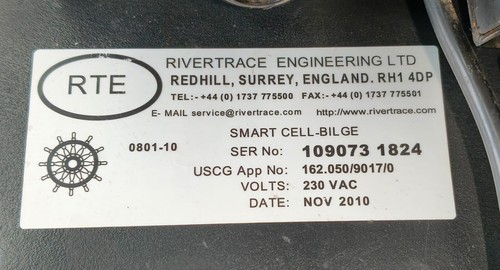 RTE
RIVERTRACE ENGINEERING LTD
REDHILL, SURREY, ENGLAND. RH1 4DP
TEL:- +44 (0) 1737 775500 FAX:- +44 (0) 1737 775501
E- MAIL service@rivertrace.com http://www.rivertrace.com
SMART CELL-BILGE
0801-10
SER No: 109073 1824
USCG App No: 162.050/9017/0
VOLTS: 230 VAC
DATE: NOV 2010